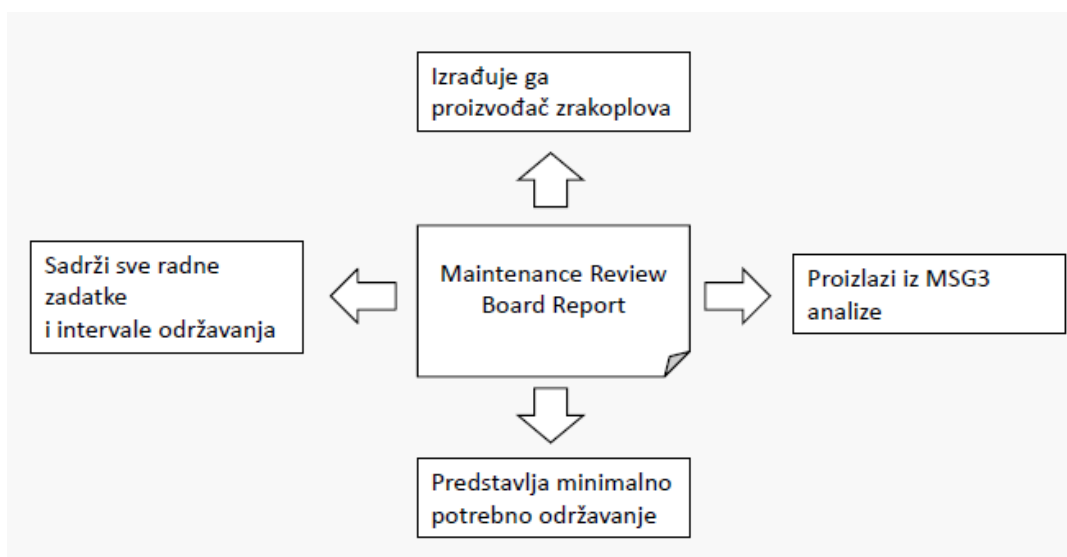 Izrađuje ga
proizvođač zrakoplova
Sadrži sve radne
zadatke
i intervale održavanja
Maintenance Review
Board Report
Proizlazi iz MSG3
analize
Predstavlja minimalno
potrebno održavanje